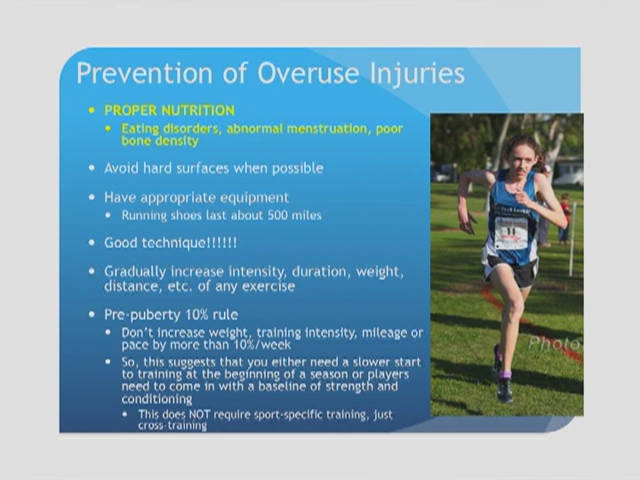 Prevention of Overuse Injuries
• PROPER NUTRITION
• Eating disorders, abnormal menstruation, poor
bone density
• Avoid hard surfaces when possible
• Have appropriate equipment
• Running shoes last about 500 miles
• Good technique!!!!!!
• Gradually increase intensity, duration, weight,
distance, etc. of any exercise
• Pre-puberty 10% rule
• Don't increase weight, training intensity, mileage or
pace by more than 10%/week
• So, this suggests that you either need a slower start
to training at the beginning of a season or players
need to come in with a baseline of strength and
conditioning
• This does NOT require sport-specific training, just
cross-training
11
Photo